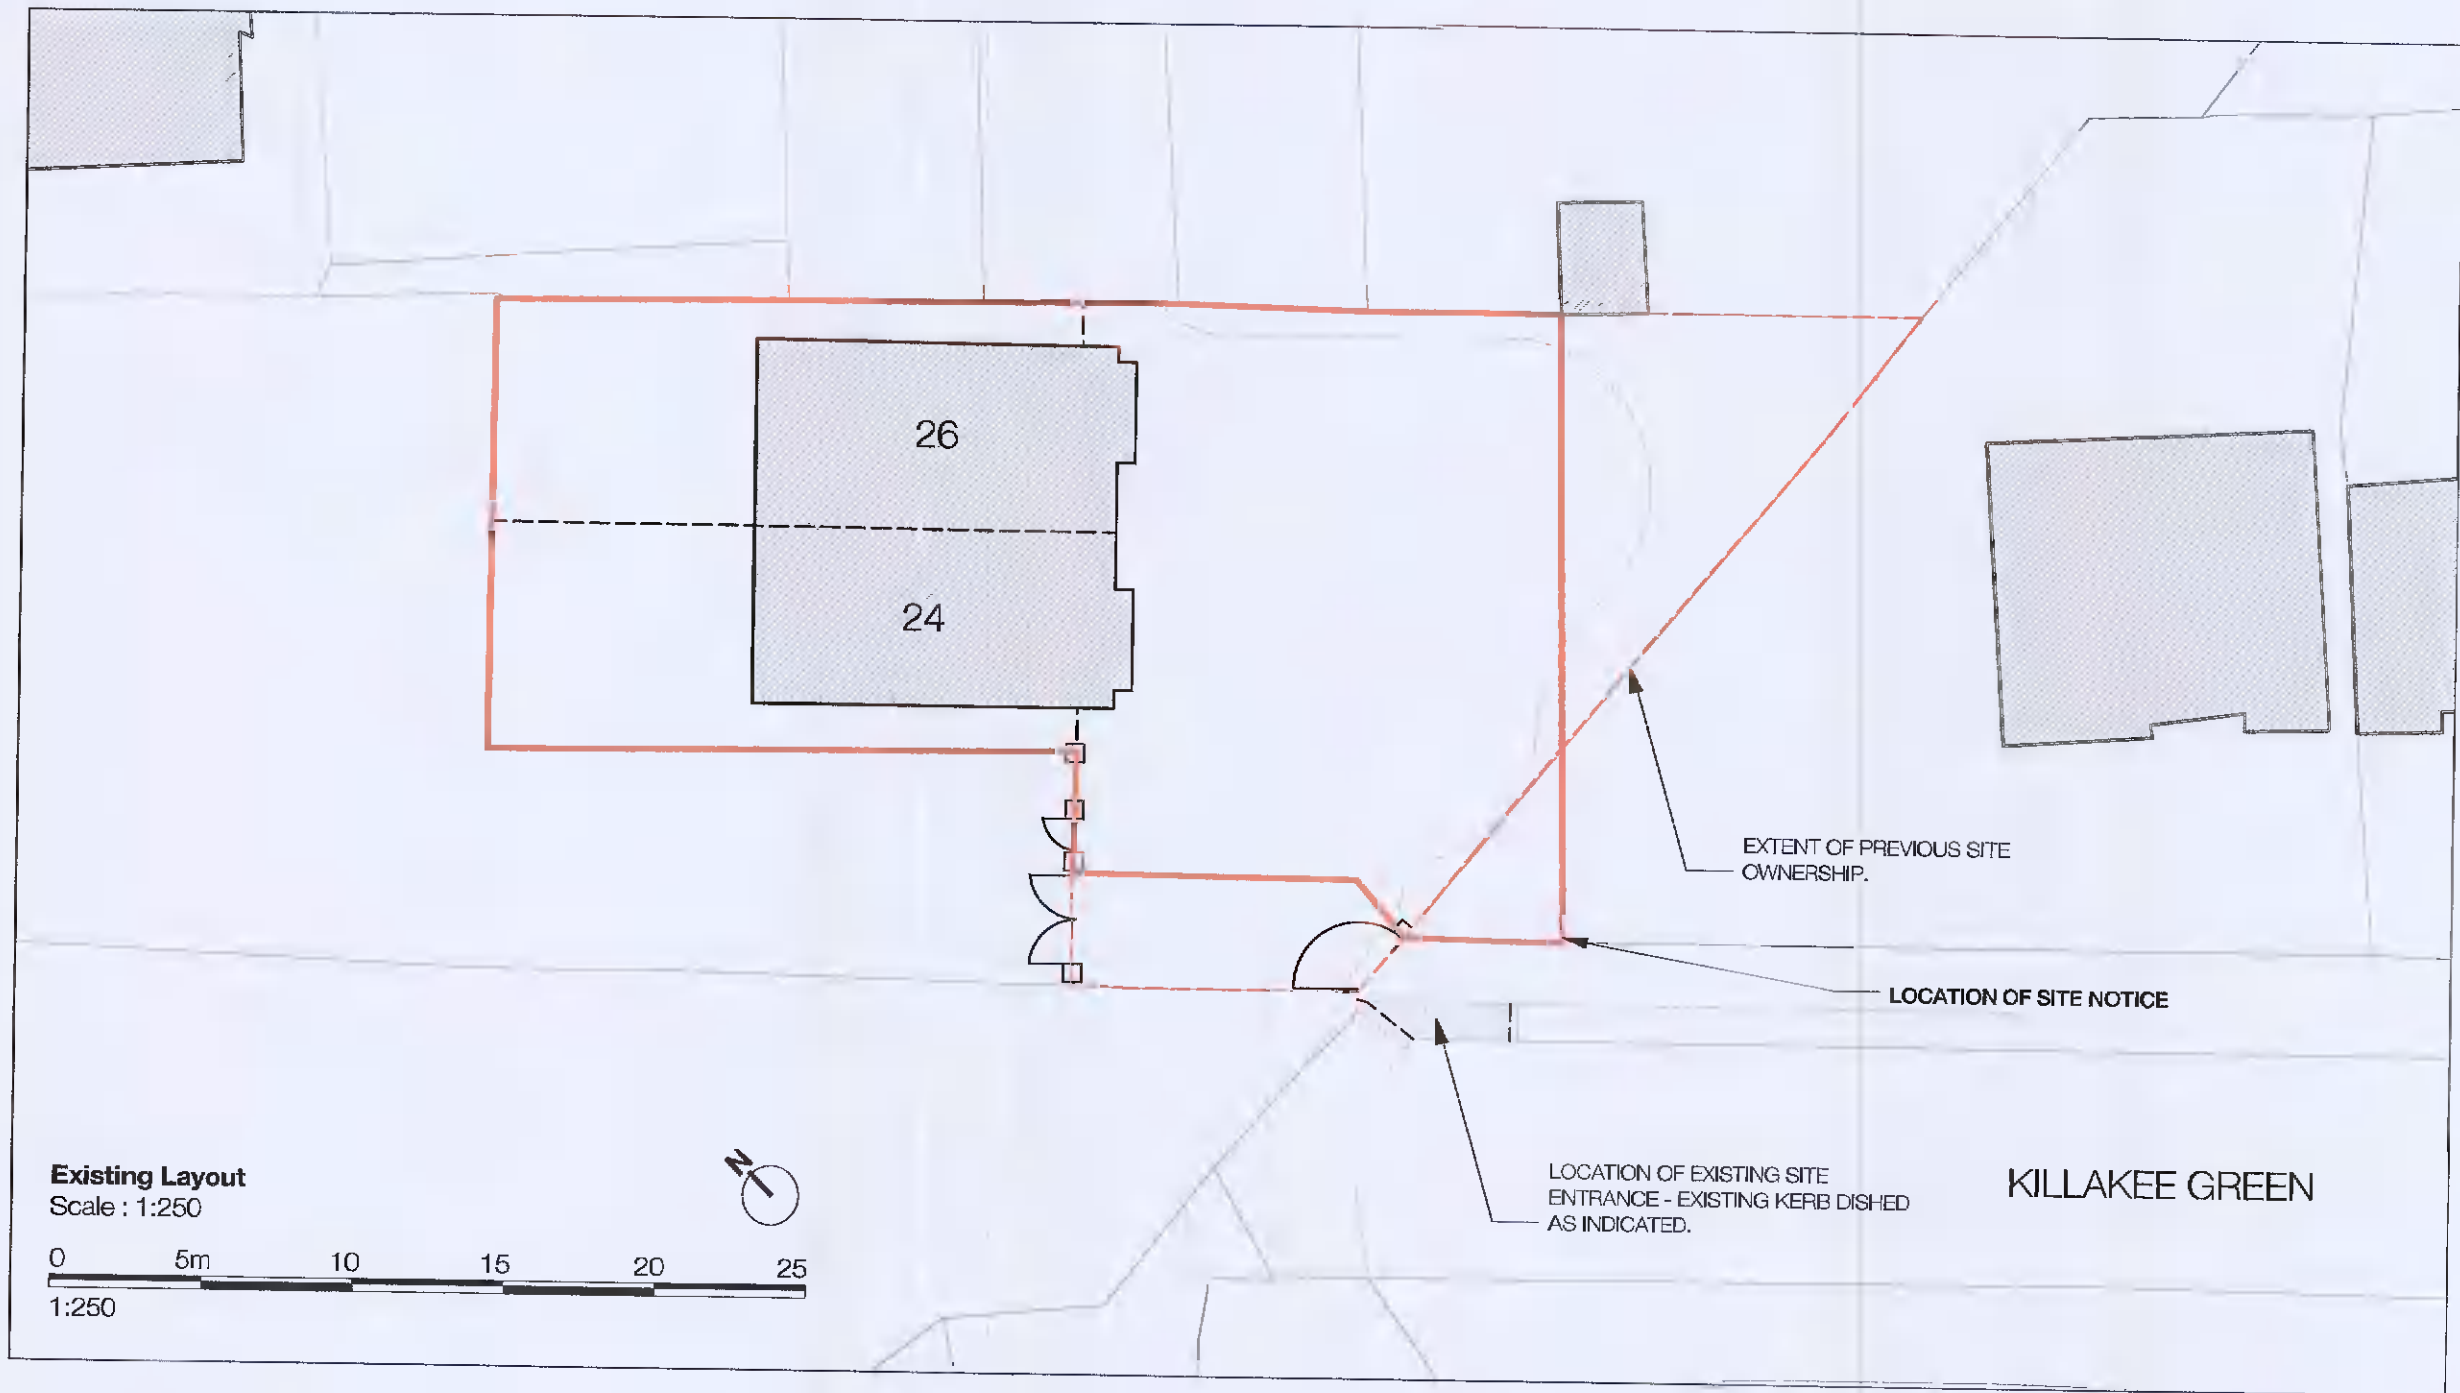 26
24
EXTENT OF PREVIOUS SITE
OWNERSHIP.
LOCATION OF SITE NOTICE
LOCATION OF EXISTING SITE
ENTRANCE - EXISTING KERB DISHED
AS INDICATED.
KILLAKEE GREEN
Existing Layout
Scale : 1:250
N
0 5m 10 15 20 25
1:250